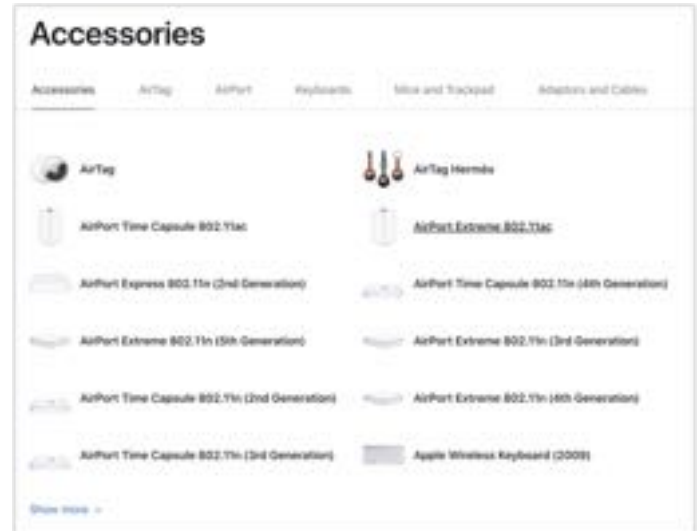 Accessories
Accessories AirTag AirPort Keyboards Mice and Trackpad Adaptors and Cables
AirTag
AirTag Hermès
AirPort Time Capsule 802.11ac
AirPort Extreme 802.11ac
AirPort Express 802.11n (2nd Generation)
AirPort Time Capsule 802.11n (4th Generation)
AirPort Extreme 802.11n (5th Generation)
AirPort Extreme 802.11n (3rd Generation)
AirPort Time Capsule 802.11n (2nd Generation)
AirPort Extreme 802.11n (4th Generation)
AirPort Time Capsule 802.11n (3rd Generation)
Apple Wireless Keyboard (2009)
Show more